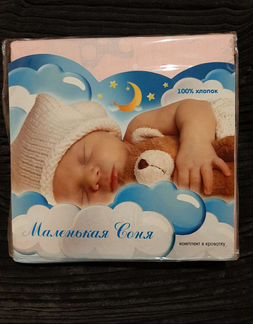 100% хлопок
Маленькая Соня
комплект в кроватку